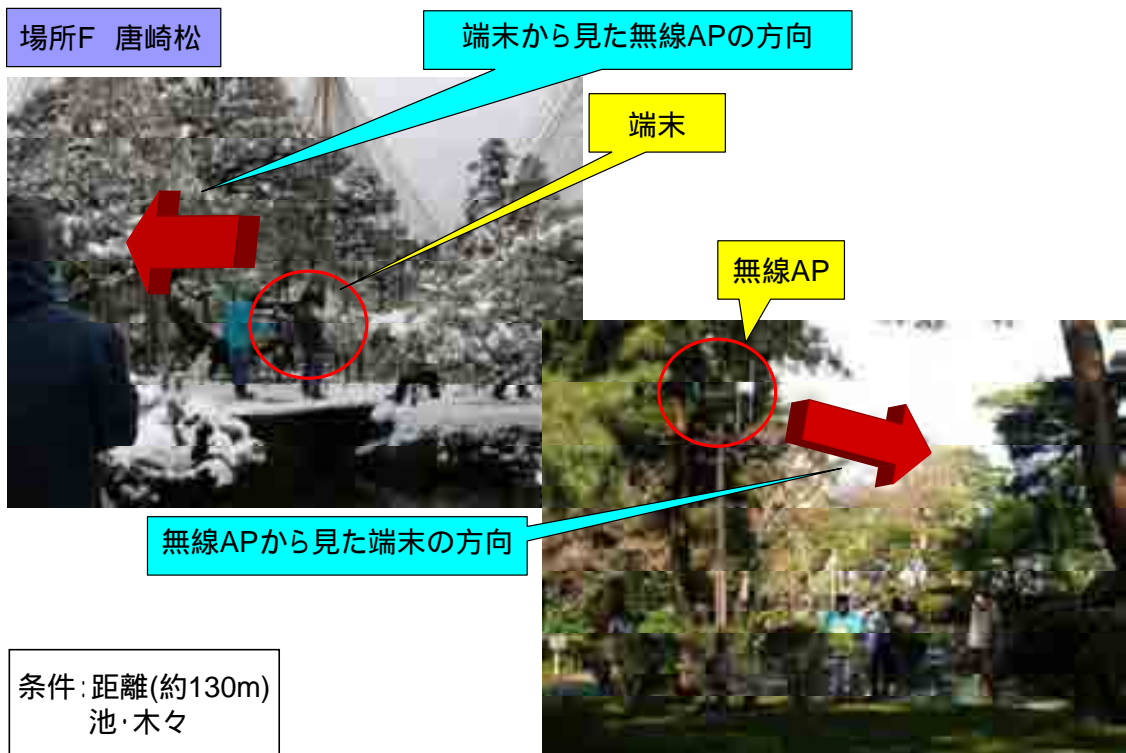 場所F 唐崎松
端末から見た無線APの方向
端末
無線AP
無線APから見た端末の方向
条件:距離(約130m)
池・木々